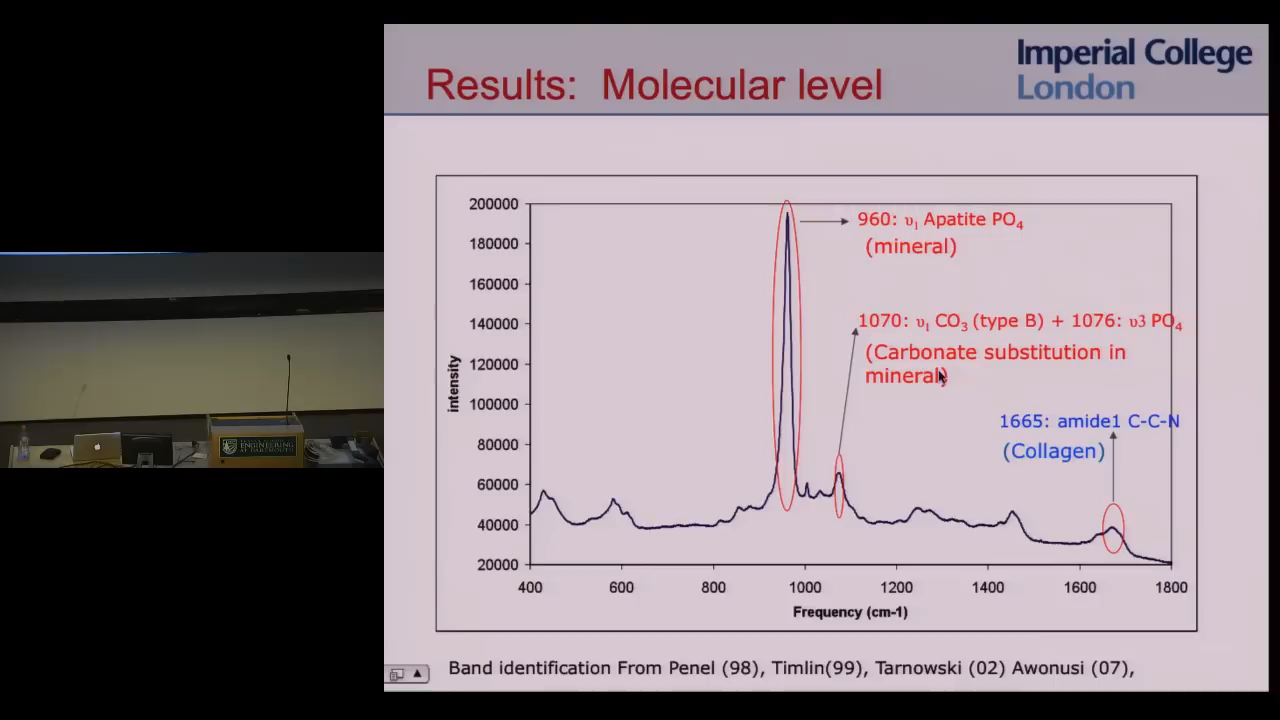 Results: Molecular level
Imperial College
London
200000
180000
160000
140000
120000
100000
80000
60000
40000
20000
intensity
960: υ₁ Apatite PO₄
(mineral)
1070: υ₁ CO₃ (type B) + 1076: υ3 PO₄
(Carbonate substitution in
mineral)
1665: amide1 C-C-N
(Collagen)
400 600 800 1000 1200 1400 1600 1800
Frequency (cm-1)
Band identification From Penel (98), Timlin(99), Tarnowski (02) Awonusi (07),
ENGINEERING
AT DARTMOUTH